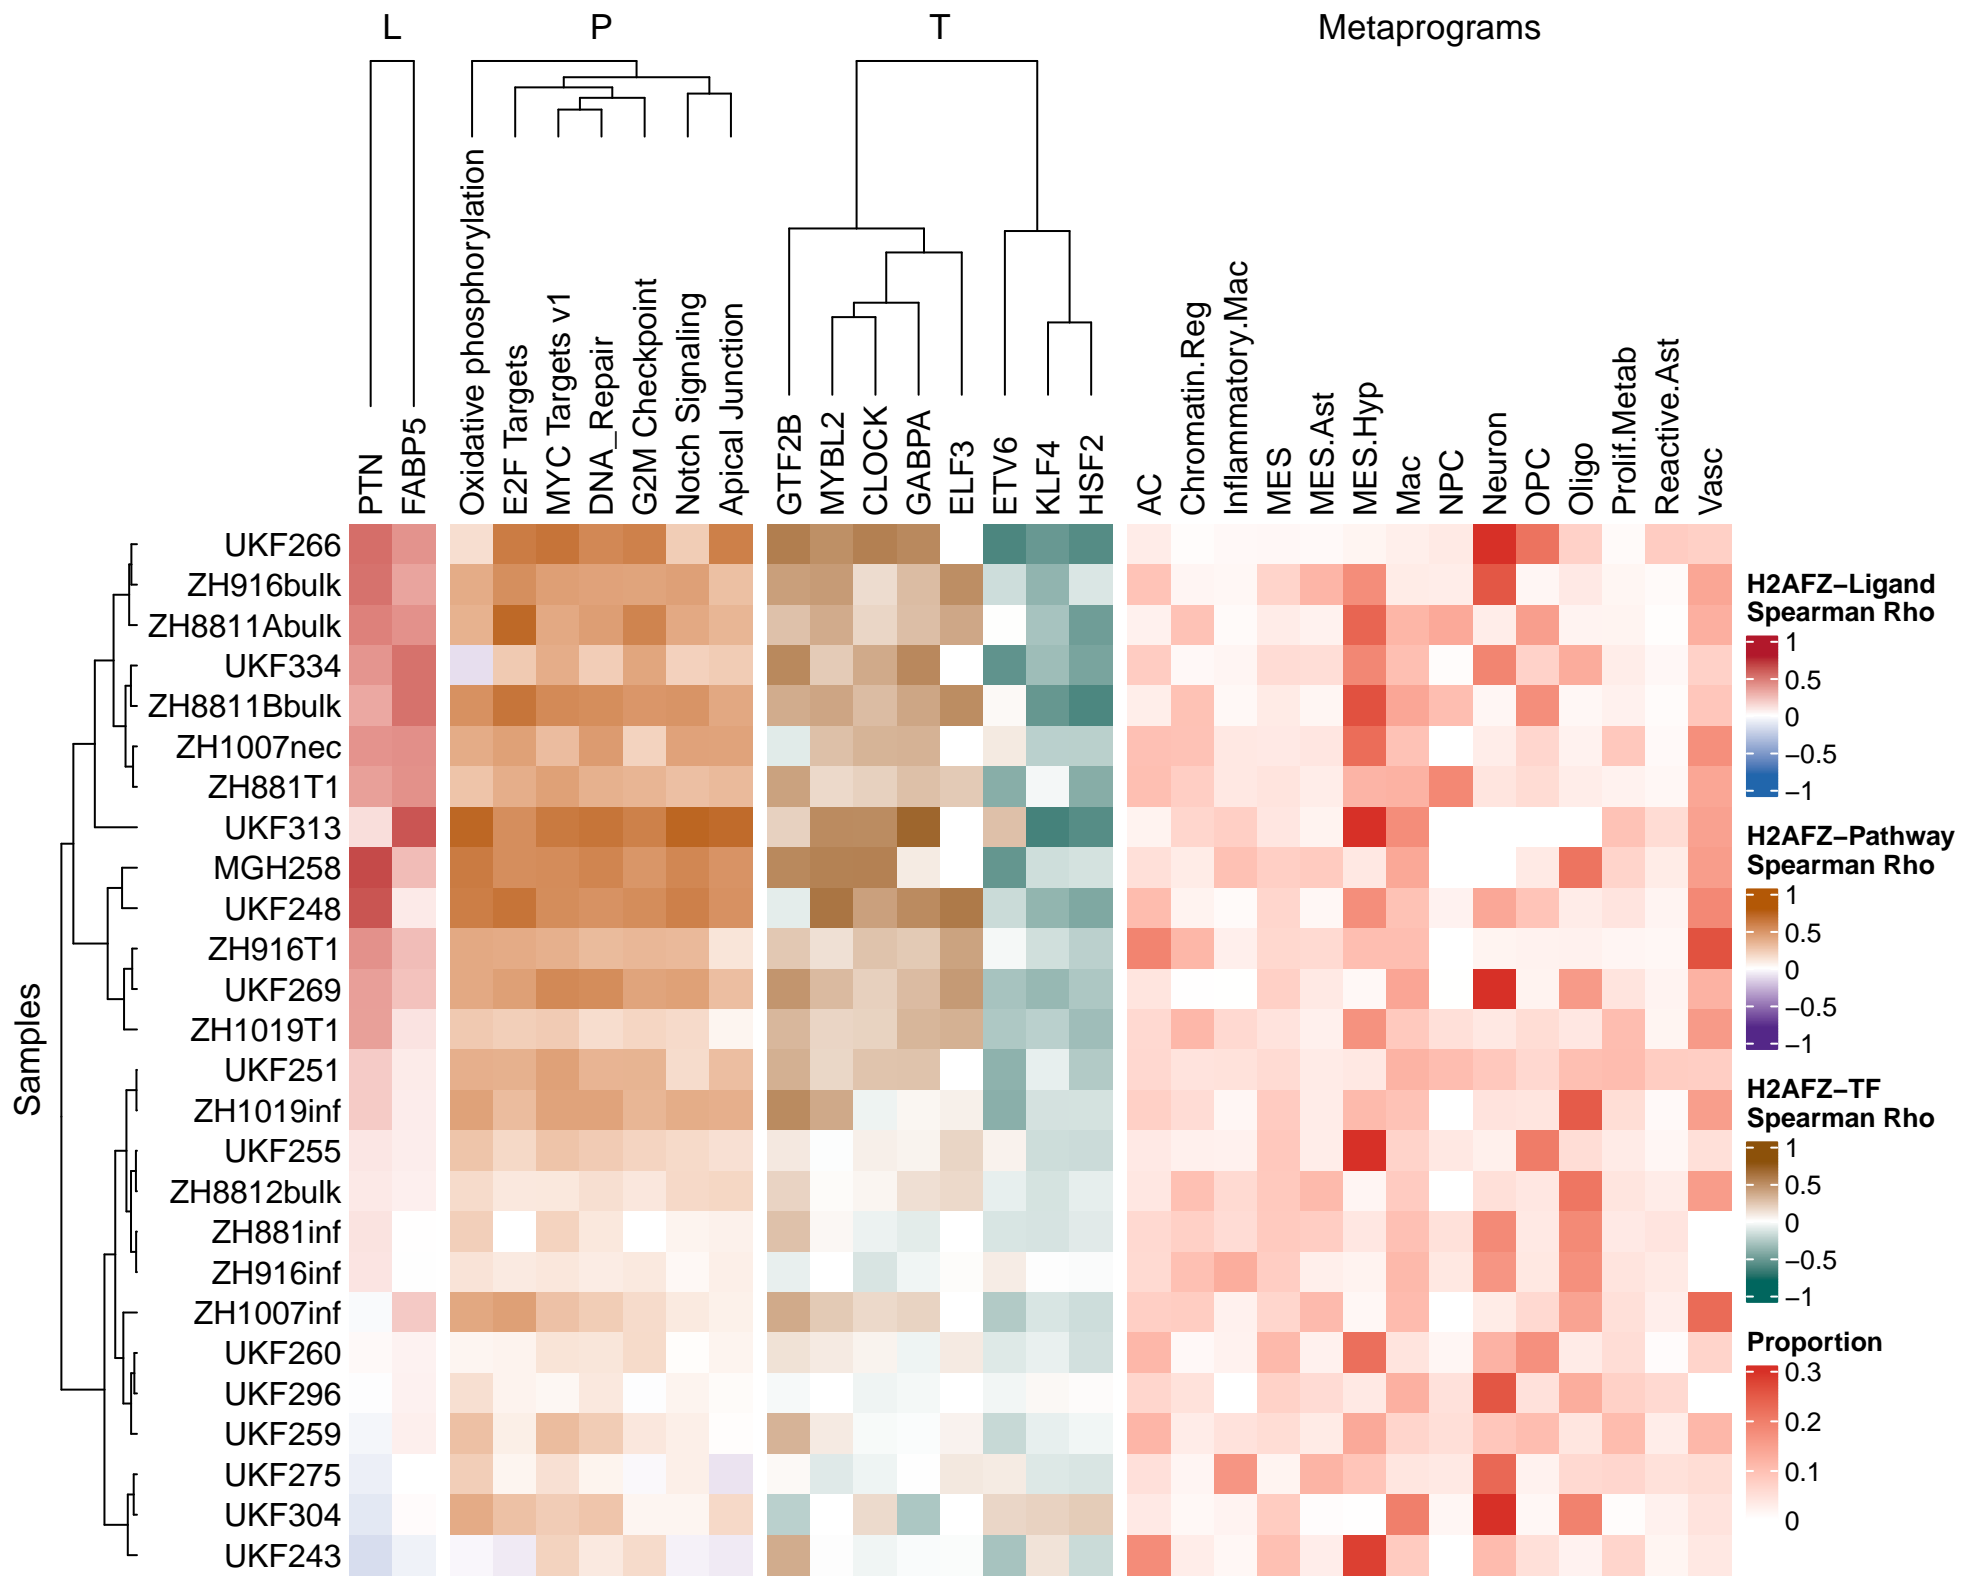 L
P
T
Metaprograms
PTN
FABP5
Oxidative phosphorylation
E2F Targets
MYC Targets v1
DNA_Repair
G2M Checkpoint
Notch Signaling
Apical Junction
GTF2B
MYBL2
CLOCK
GABPA
ELF3
ETV6
KLF4
HSF2
AC
Chromatin.Reg
Inflammatory.Mac
MES
MES.Ast
MES.Hyp
Mac
NPC
Neuron
OPC
Oligo
Prolif.Metab
Reactive.Ast
Vasc
Samples
UKF266
ZH916bulk
ZH8811Abulk
UKF334
ZH8811Bbulk
ZH1007nec
ZH881T1
UKF313
MGH258
UKF248
ZH916T1
UKF269
ZH1019T1
UKF251
ZH1019inf
UKF255
ZH8812bulk
ZH881inf
ZH916inf
ZH1007inf
UKF260
UKF296
UKF259
UKF275
UKF304
UKF243
H2AFZ−Ligand
Spearman Rho
1
0.5
0
−0.5
−1
H2AFZ−Pathway
Spearman Rho
1
0.5
0
−0.5
−1
H2AFZ−TF
Spearman Rho
1
0.5
0
−0.5
−1
Proportion
0.3
0.2
0.1
0